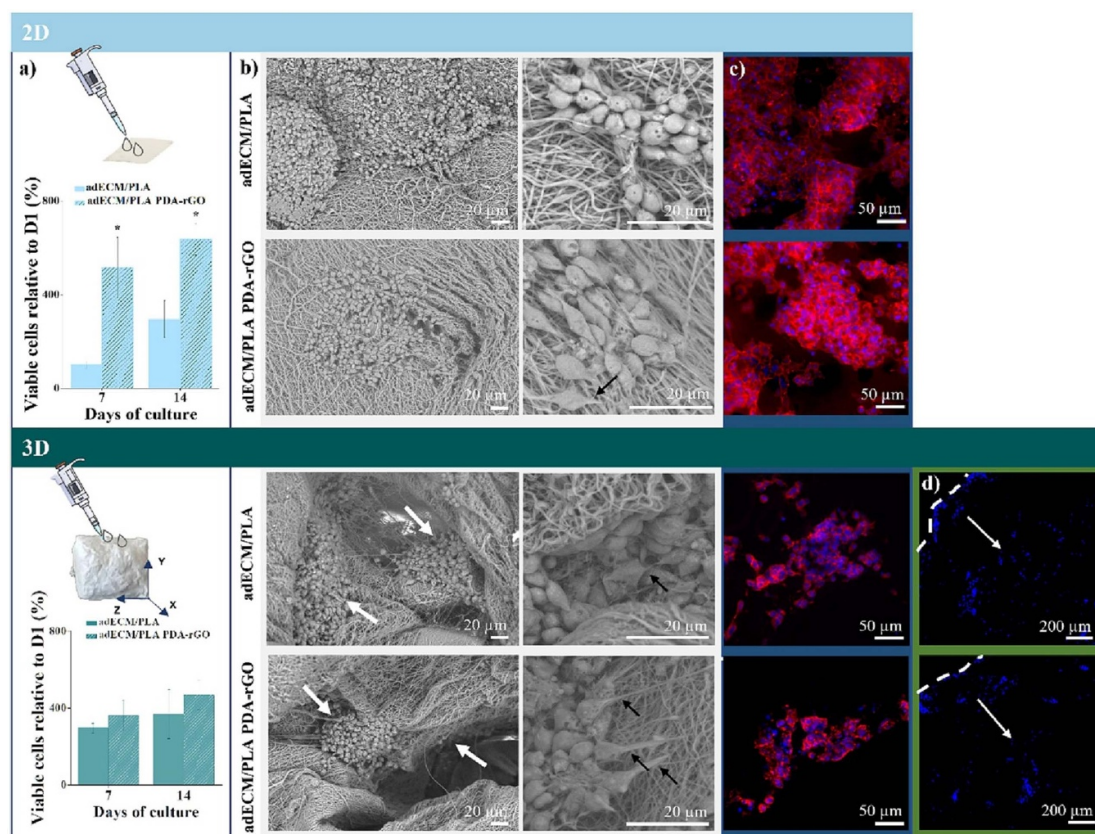 2D
a)
b)
c)
adECM/PLA
adECM/PLA PDA-rGO
Viable cells relative to D1 (%)
800
400
0
*
*
7
14
Days of culture
adECM/PLA
20 µm
20 µm
50 µm
adECM/PLA PDA-rGO
20 µm
20 µm
50 µm
3D
d)
Y
Z
X
adECM/PLA
adECM/PLA PDA-rGO
Viable cells relative to D1 (%)
800
400
0
7
14
Days of culture
adECM/PLA
20 µm
20 µm
50 µm
200 µm
adECM/PLA PDA-rGO
20 µm
20 µm
50 µm
200 µm